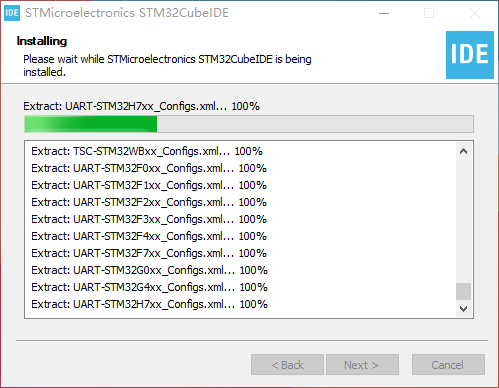 IDE STMicroelectronics STM32CubeIDE
Installing
Please wait while STMicroelectronics STM32CubeIDE is being
installed.
IDE
Extract: UART-STM32H7xx_Configs.xml... 100%
Extract: TSC-STM32WBxx_Configs.xml... 100%
Extract: UART-STM32F0xx_Configs.xml... 100%
Extract: UART-STM32F1xx_Configs.xml... 100%
Extract: UART-STM32F2xx_Configs.xml... 100%
Extract: UART-STM32F3xx_Configs.xml... 100%
Extract: UART-STM32F4xx_Configs.xml... 100%
Extract: UART-STM32F7xx_Configs.xml... 100%
Extract: UART-STM32G0xx_Configs.xml... 100%
Extract: UART-STM32G4xx_Configs.xml... 100%
Extract: UART-STM32H7xx_Configs.xml... 100%
< Back Next > Cancel